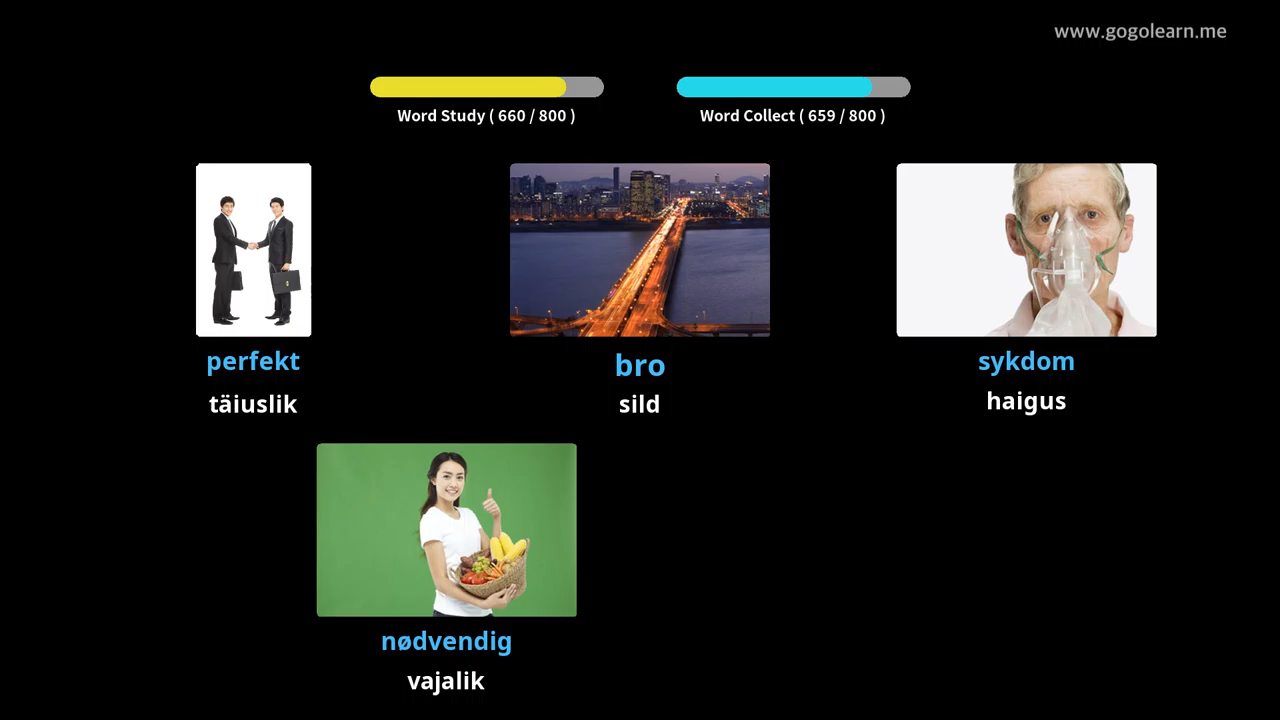 www.gogolearn.me
Word Study ( 660 / 800 )
Word Collect ( 659 / 800 )
perfekt
täiuslik
bro
sild
sykdom
haigus
nødvendig
vajalik